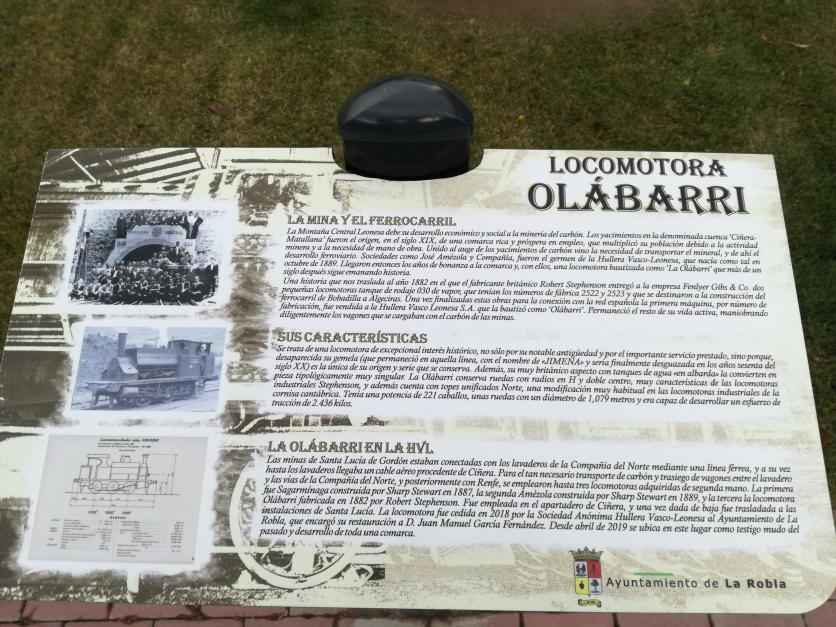 LOCOMOTORA
OLÁBARRI
LA MINA Y EL FERROCARRIL
La Montaña Central Leonesa debe su desarrollo económico y social a la minería del carbón. Los yacimientos en la denominada cuenca 'Ciñera-
Matallana' fueron el origen, en el siglo XIX, de una comarca rica y próspera en empleo, que multiplicó su población debido a la actividad
minera y a la necesidad de mano de obra. Unido al auge de los yacimientos de carbón vino la necesidad de transportar el mineral, y de ahí el
desarrollo ferroviario. Sociedades como José Amézola y Compañía, fueron el germen de la Hullera Vasco-Leonesa, que nacía como tal en
octubre de 1889. Llegaron entonces los años de bonanza a la comarca y, con ellos, una locomotora bautizada como 'La Olábarri' que más de un
siglo después sigue emanando historia.
Una historia que nos traslada al año 1882 en el que el fabricante británico Robert Stephenson entregó a la empresa Fenlyer Gibs & Co. dos
pequeñas locomotoras tanque de rodaje 030 de vapor, que tenían los números de fábrica 2522 y 2523 y que se destinaron a la construcción del
ferrocarril de Bobadilla a Algeciras. Una vez finalizadas estas obras para la conexión con la red española la primera máquina, por número de
fabricación, fue vendida a la Hullera Vasco-Leonesa S.A. que la bautizó como 'Olábarri'. Permaneció el resto de su vida activa, maniobrando
diligentemente los vagones que se cargaban con el carbón de las minas.
SUS CARACTERÍSTICAS
Se trata de una locomotora de excepcional interés histórico, no sólo por su notable antigüedad y por el importante servicio prestado, sino porque,
desaparecida su gemela (que permaneció en aquella línea, con el nombre de «JIMENA» y sería finalmente desguazada en los años sesenta del
siglo XX) es la única de su origen y serie que se conserva. Además, su muy británico aspecto con tanques de agua «en albarda» la convierten en
pieza tipológicamente muy singular. La Olábarri conserva ruedas con radios en H y doble centro, muy características de las locomotoras
industriales Stephenson, y además cuenta con topes unificados Norte, una modificación muy habitual en las locomotoras industriales de la
cornisa cantábrica. Tenía una potencia de 221 caballos, unas ruedas con un diámetro de 1,079 metros y era capaz de desarrollar un esfuerzo de
tracción de 2.436 kilos.
LA OLÁBARRI EN LA HVL
Las minas de Santa Lucía de Gordón estaban conectadas con los lavaderos de la Compañía del Norte mediante una línea férrea, y a su vez
hasta los lavaderos llegaba un cable aéreo procedente de Ciñera. Para el tan necesario transporte de carbón y trasiego de vagones entre el lavadero
y las vías de la Compañía del Norte, y posteriormente con Renfe, se emplearon hasta tres locomotoras adquiridas de segunda mano. La primera
fue Sagarmínaga construida por Sharp Stewart en 1887, la segunda Amézola construida por Sharp Stewart en 1889, y la tercera la locomotora
Olábarri fabricada en 1882 por Robert Stephenson. Fue empleada en el apartadero de Ciñera, y una vez dada de baja fue trasladada a las
instalaciones de Santa Lucía. La locomotora fue cedida en 2018 por la Sociedad Anónima Hullera Vasco-Leonesa al Ayuntamiento de La
Robla, que encargó su restauración a D. Juan Manuel García Fernández. Desde abril de 2019 se ubica en este lugar como testigo mudo del
pasado y desarrollo de toda una comarca.
Ayuntamiento de La Robla